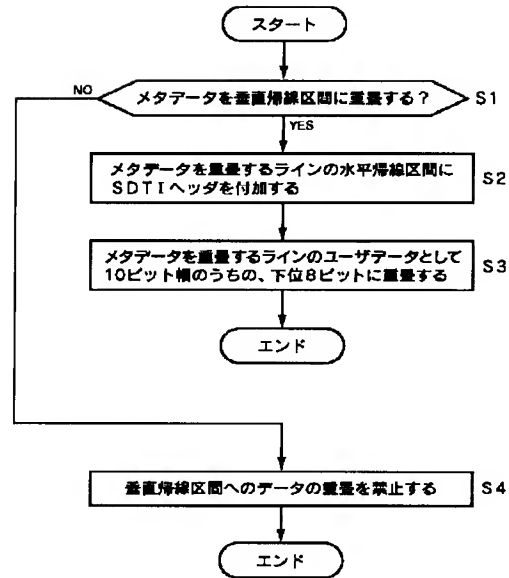 スタート
NO
メタデータを垂直帰線区間に重畳する?
S1
YES
メタデータを重畳するラインの水平帰線区間に
SDTIヘッダを付加する
S2
メタデータを重畳するラインのユーザデータとして
10ビット幅のうちの、下位8ビットに重畳する
S3
エンド
垂直帰線区間へのデータの重畳を禁止する
S4
エンド